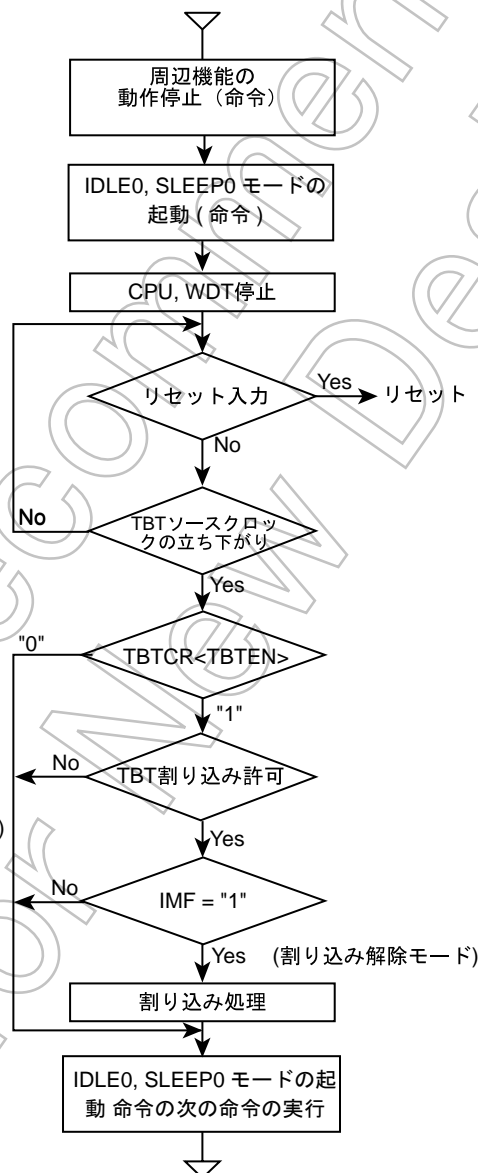 周辺機能の
動作停止（命令）
IDLE0, SLEEP0 モードの
起動 ( 命令 )
CPU, WDT停止
リセット入力
Yes
リセット
No
No
TBTソースクロッ
クの立ち下がり
Yes
"0"
TBTCR<TBTEN>
"1"
No
TBT割り込み許可
)
Yes
No
IMF = "1"
Yes (割り込み解除モード)
割り込み処理
IDLE0, SLEEP0 モードの起
動 命令の次の命令の実行